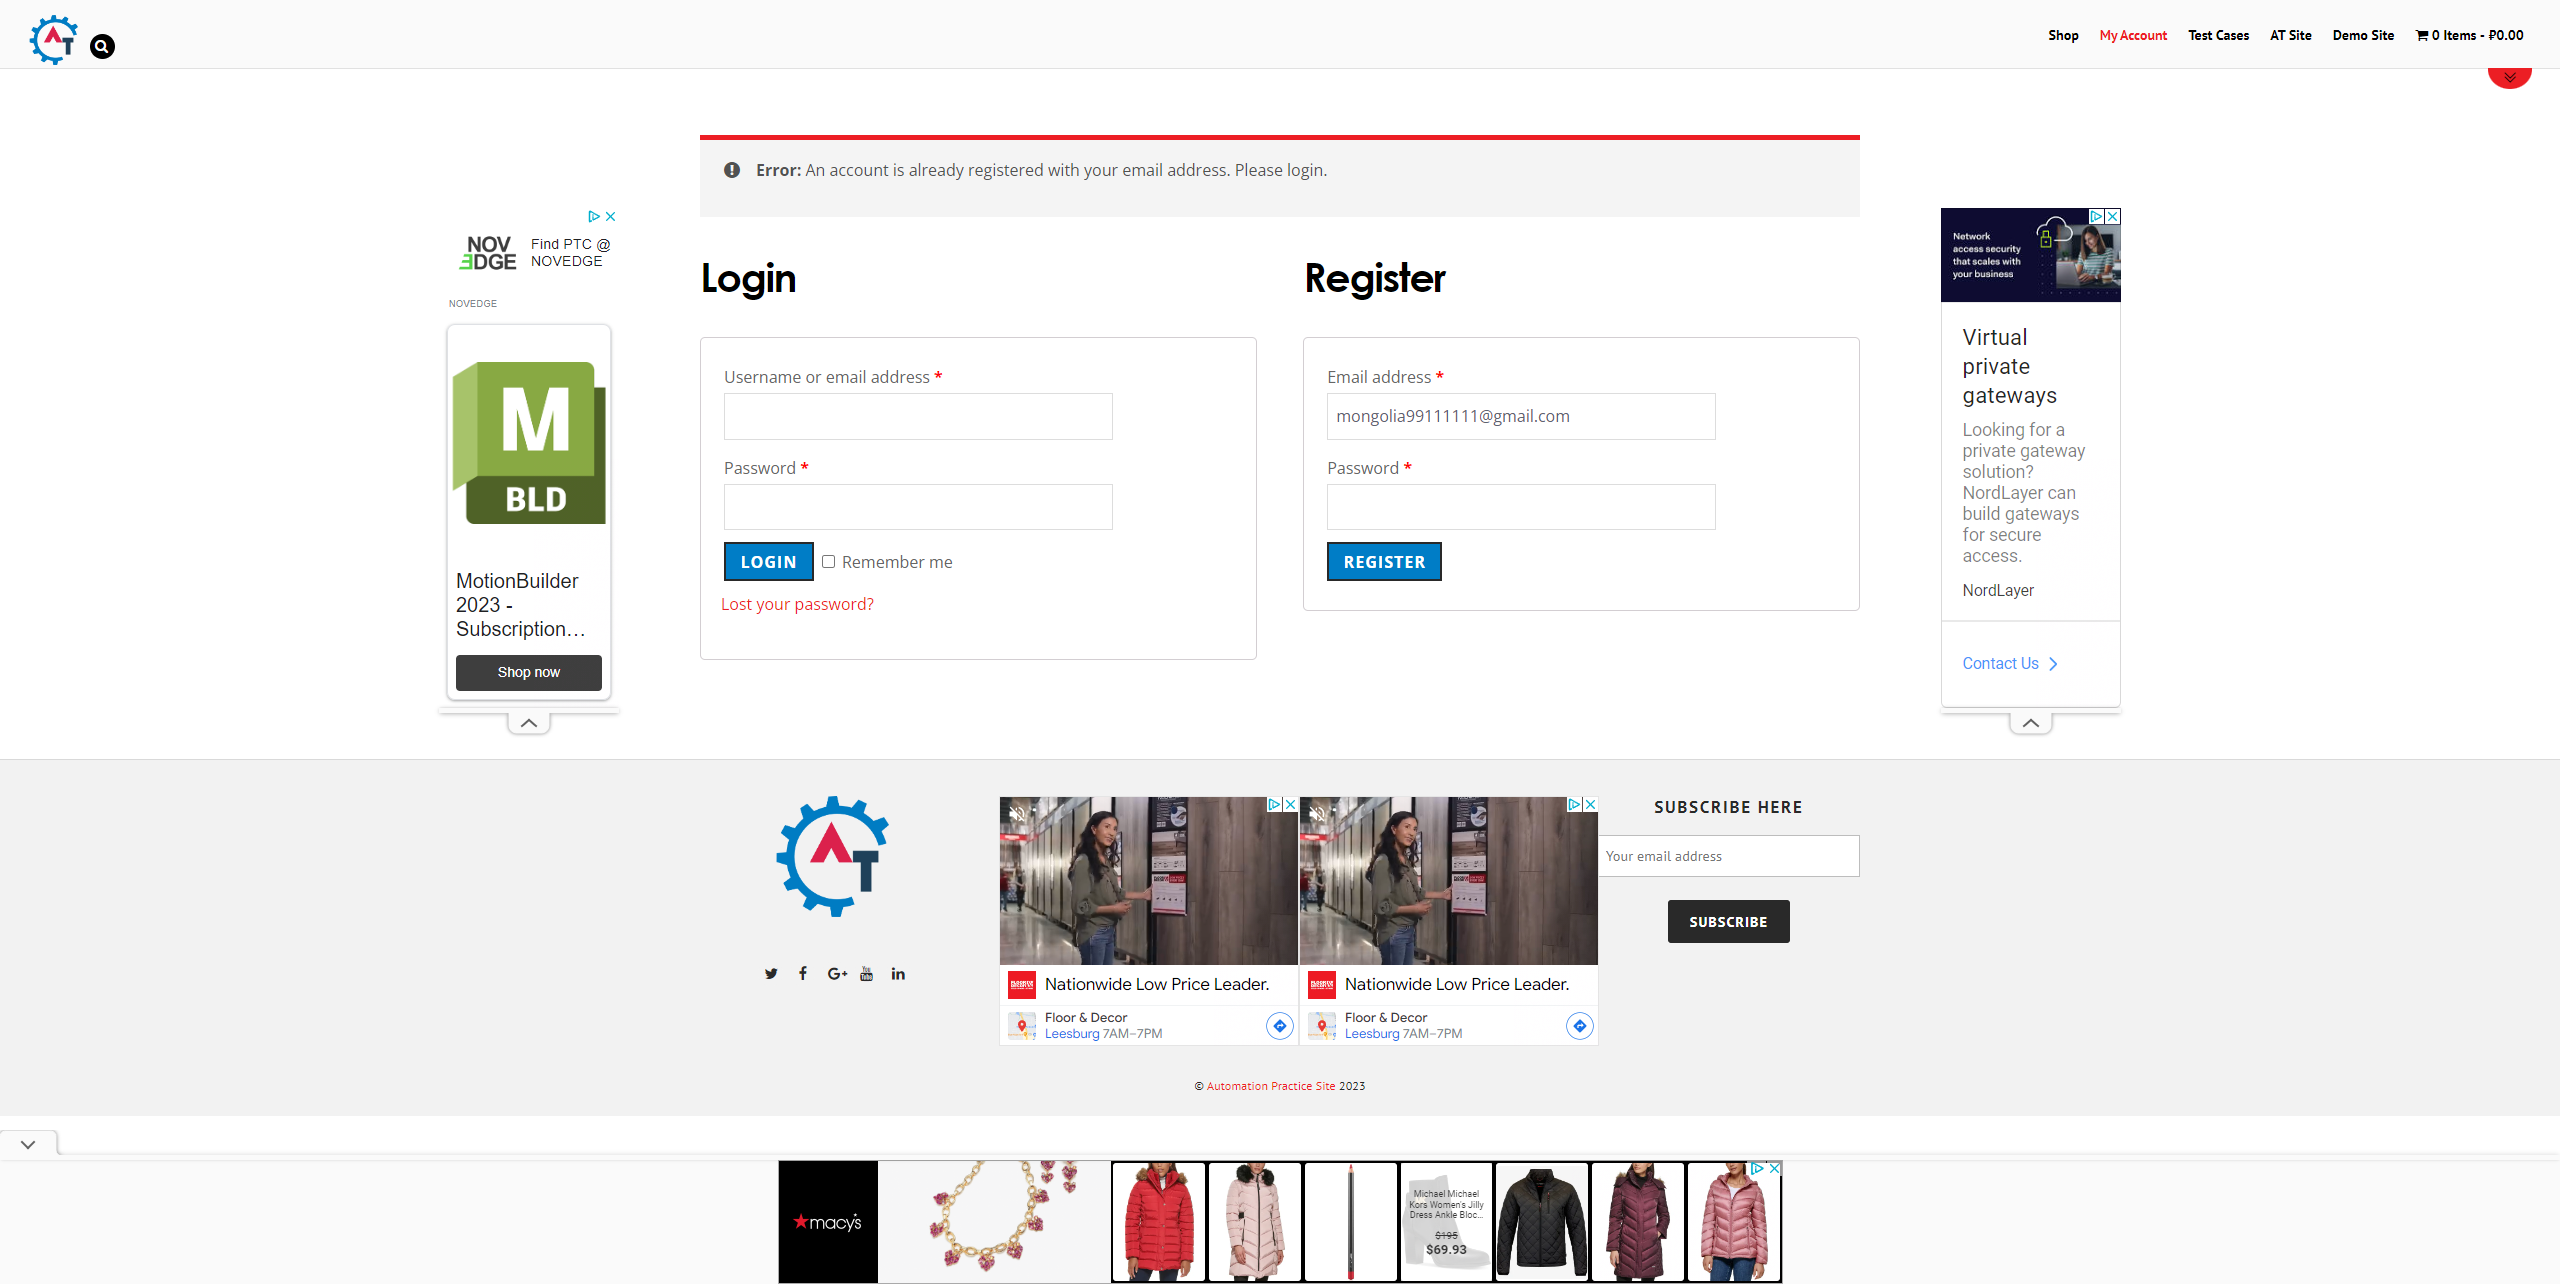 AT
Shop
My Account
Test Cases
AT Site
Demo Site
0 Items - ₽0.00
Error: An account is already registered with your email address. Please login.
NOVEDGE
Find PTC @
NOVEDGE
NOVEDGE
M
BLD
MotionBuilder
2023 -
Subscription...
Shop now
Login
Username or email address *
Password *
LOGIN
Remember me
Lost your password?
Register
Email address *
mongolia99111111@gmail.com
Password *
REGISTER
Network
access security
that scales with
your business
Virtual
private
gateways
Looking for a
private gateway
solution?
NordLayer can
build gateways
for secure
access.
NordLayer
Contact Us
AT
G+
You
in
Nationwide Low Price Leader.
Floor & Decor
Leesburg 7AM–7PM
Nationwide Low Price Leader.
Floor & Decor
Leesburg 7AM–7PM
SUBSCRIBE HERE
Your email address
SUBSCRIBE
© Automation Practice Site 2023
macy's
Michael Michael
Kors Women's Jilly
Dress Ankle Bloc...
$195
$69.93